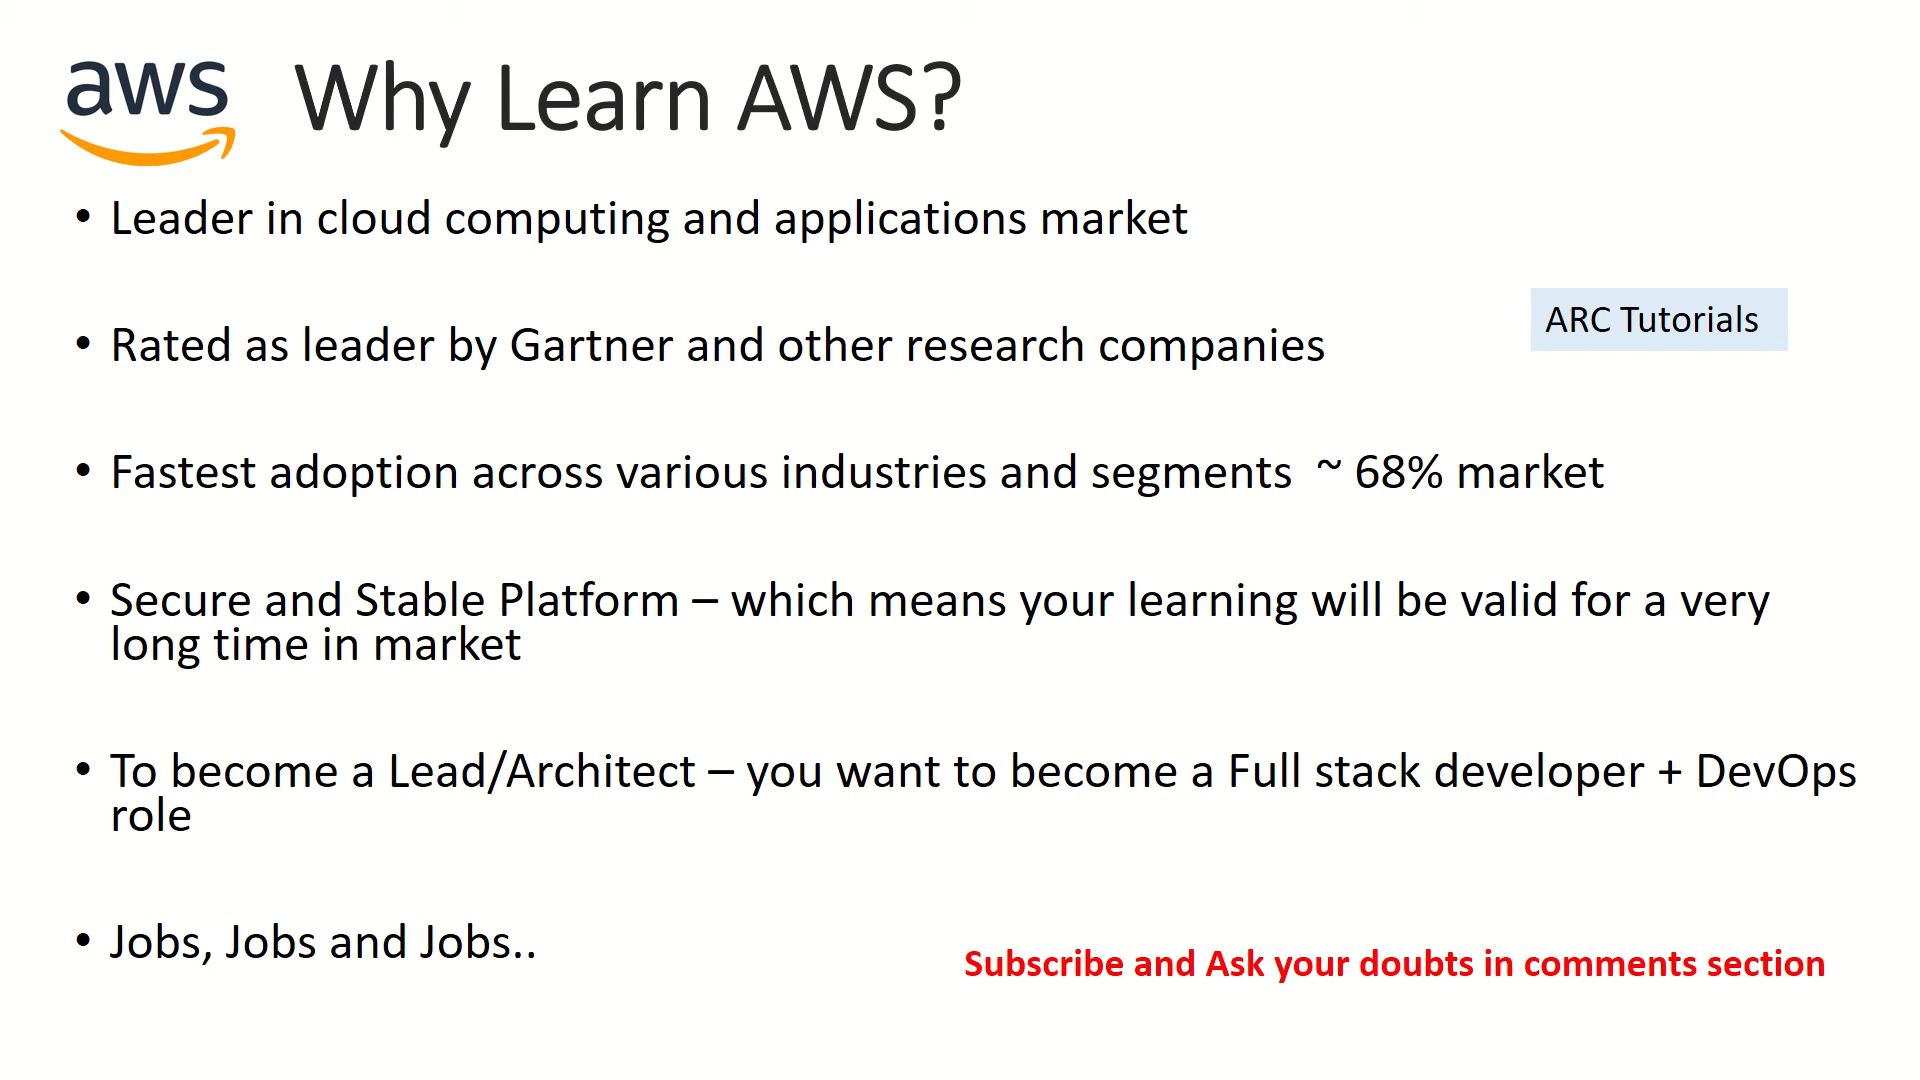 aws
Why Learn AWS?
• Leader in cloud computing and applications market
• Rated as leader by Gartner and other research companies
ARC Tutorials
• Fastest adoption across various industries and segments  ~ 68% market
• Secure and Stable Platform – which means your learning will be valid for a very
long time in market
• To become a Lead/Architect – you want to become a Full stack developer + DevOps
role
• Jobs, Jobs and Jobs..
Subscribe and Ask your doubts in comments section